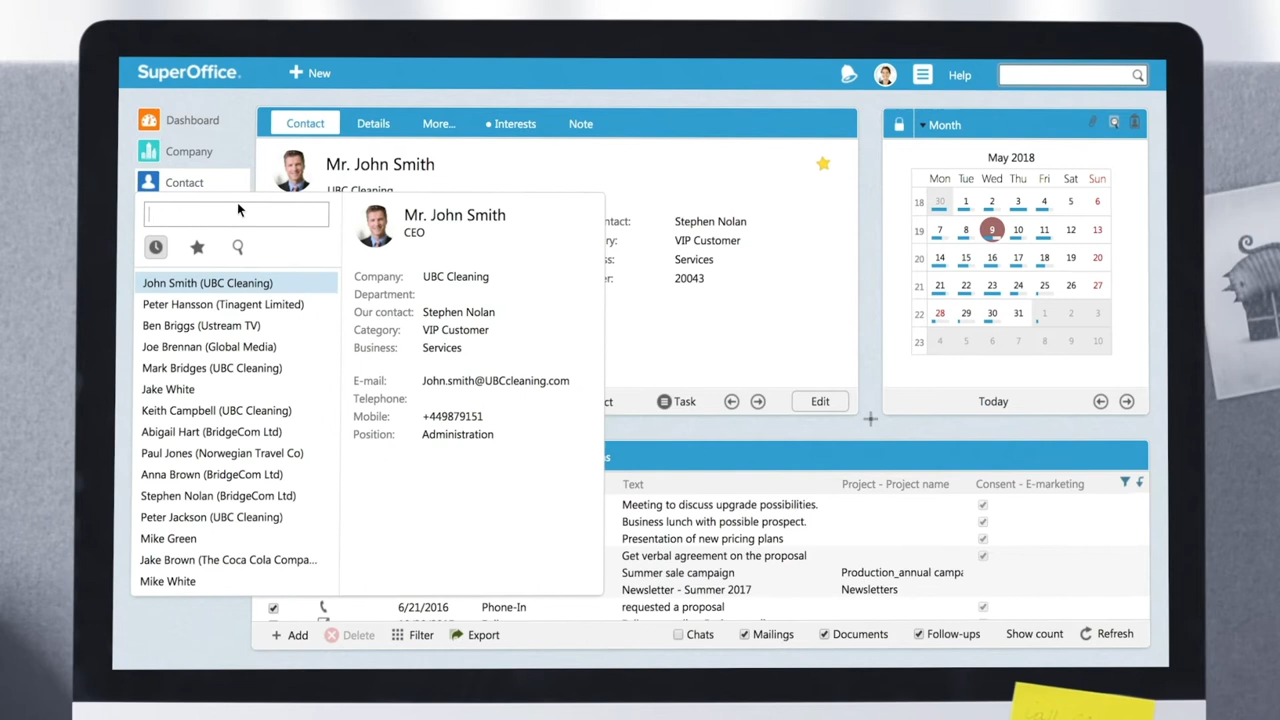 SuperOffice.
New
Help
Dashboard
Company
Contact
Contact Details More... Interests Note
Mr. John Smith
UBC Cleaning
Stephen Nolan
VIP Customer
Services
20043
Task
Edit
John Smith (UBC Cleaning)
Peter Hansson (Tinagent Limited)
Ben Briggs (Ustream TV)
Joe Brennan (Global Media)
Mark Bridges (UBC Cleaning)
Jake White
Keith Campbell (UBC Cleaning)
Abigail Hart (BridgeCom Ltd)
Paul Jones (Norwegian Travel Co)
Anna Brown (BridgeCom Ltd)
Stephen Nolan (BridgeCom Ltd)
Peter Jackson (UBC Cleaning)
Mike Green
Jake Brown (The Coca Cola Compa...
Mike White
Mr. John Smith
CEO
Company: UBC Cleaning
Department:
Our contact: Stephen Nolan
Category: VIP Customer
Business: Services
E-mail: John.smith@UBCcleaning.com
Telephone:
Mobile: +449879151
Position: Administration
Month
May 2018
Mon Tue Wed Thu Fri Sat Sun
18 30 1 2 3 4 5 6
19 7 8 9 10 11 12 13
20 14 15 16 17 18 19 20
21 21 22 23 24 25 26 27
22 28 29 30 31 1 2 3
23 4 5 6 7 8 9 10
Today
Text Project - Project name Consent - E-marketing
Meeting to discuss upgrade possibilities.
Business lunch with possible prospect.
Presentation of new pricing plans
Get verbal agreement on the proposal
Summer sale campaign Production_annual campa
Newsletter - Summer 2017 Newsletters
6/21/2016 Phone-In requested a proposal
Add Delete Filter Export Chats Mailings Documents Follow-ups Show count Refresh